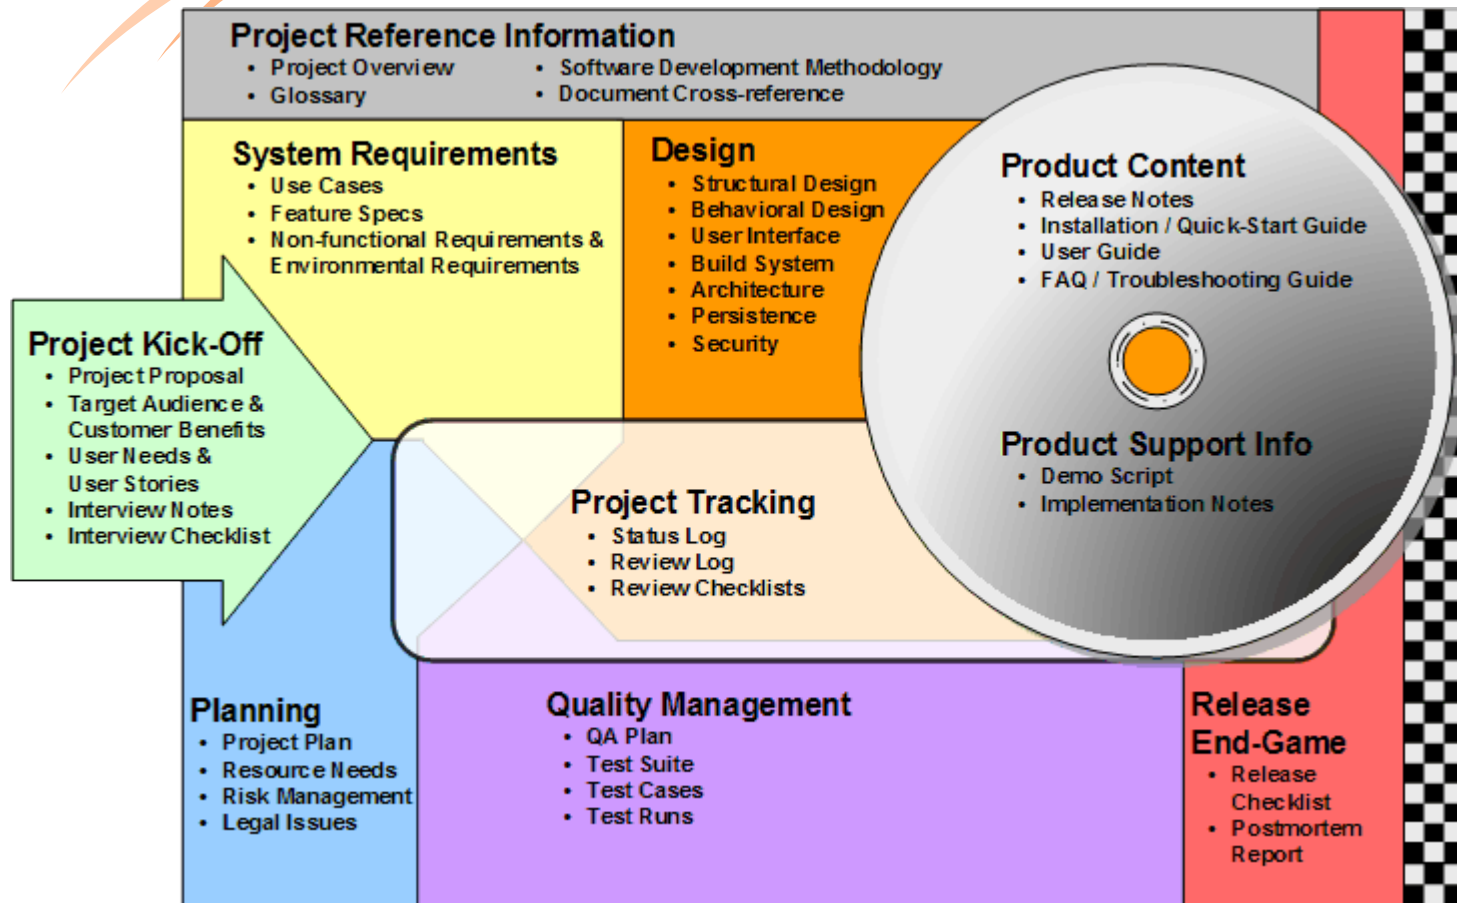 Project Reference Information
• Project Overview
• Glossary
• Software Development Methodology
• Document Cross-reference
System Requirements
• Use Cases
• Feature Specs
• Non-functional Requirements &
Environmental Requirements
Design
• Structural Design
• Behavioral Design
• User Interface
• Build System
• Architecture
• Persistence
• Security
Product Content
• Release Notes
• Installation / Quick-Start Guide
• User Guide
• FAQ / Troubleshooting Guide
Project Kick-Off
• Project Proposal
• Target Audience &
Customer Benefits
• User Needs &
User Stories
• Interview Notes
• Interview Checklist
Product Support Info
• Demo Script
• Implementation Notes
Project Tracking
• Status Log
• Review Log
• Review Checklists
Planning
• Project Plan
• Resource Needs
• Risk Management
• Legal Issues
Quality Management
• QA Plan
• Test Suite
• Test Cases
• Test Runs
Release
End-Game
• Release
Checklist
• Postmortem
Report